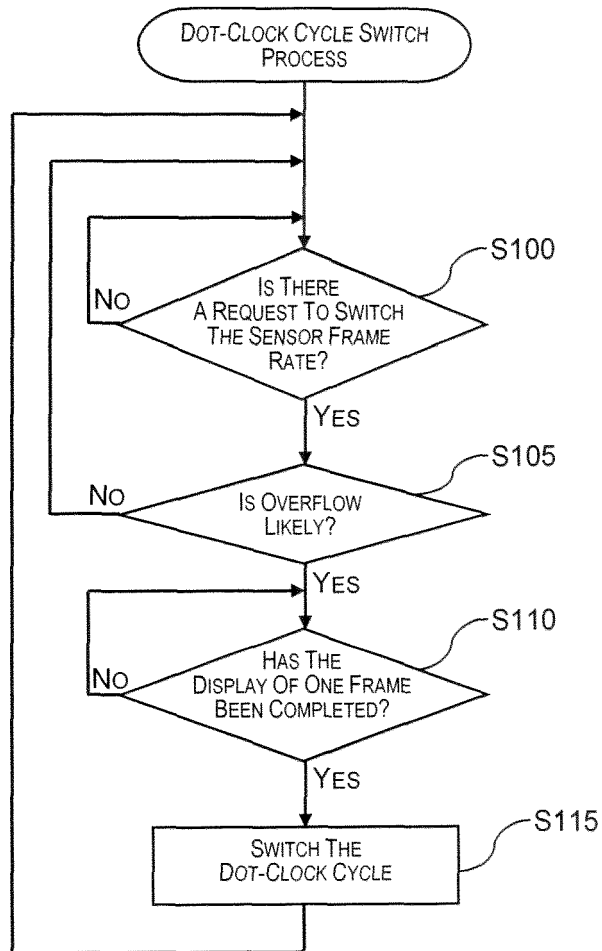 DOT-CLOCK CYCLE SWITCH
PROCESS
S100
IS THERE
A REQUEST TO SWITCH
THE SENSOR FRAME
RATE?
NO
YES
S105
IS OVERFLOW
LIKELY?
NO
YES
S110
HAS THE
DISPLAY OF ONE FRAME
BEEN COMPLETED?
NO
YES
S115
SWITCH THE
DOT-CLOCK CYCLE